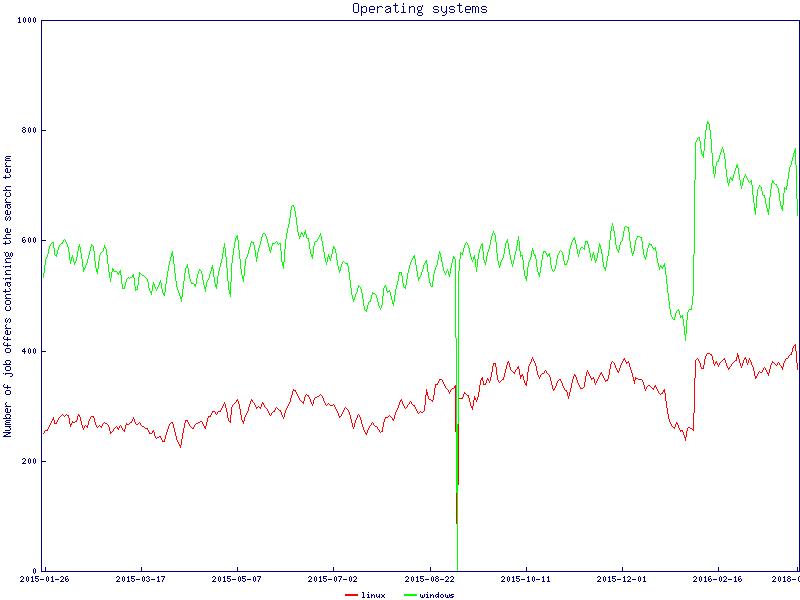 Operating systems
1000
800
600
400
200
0
Number of job offers containing the search term
2015-01-26 2015-03-17 2015-05-07 2015-07-02 2015-08-22 2015-10-11 2015-12-01 2016-02-16 2018-0
linux windows